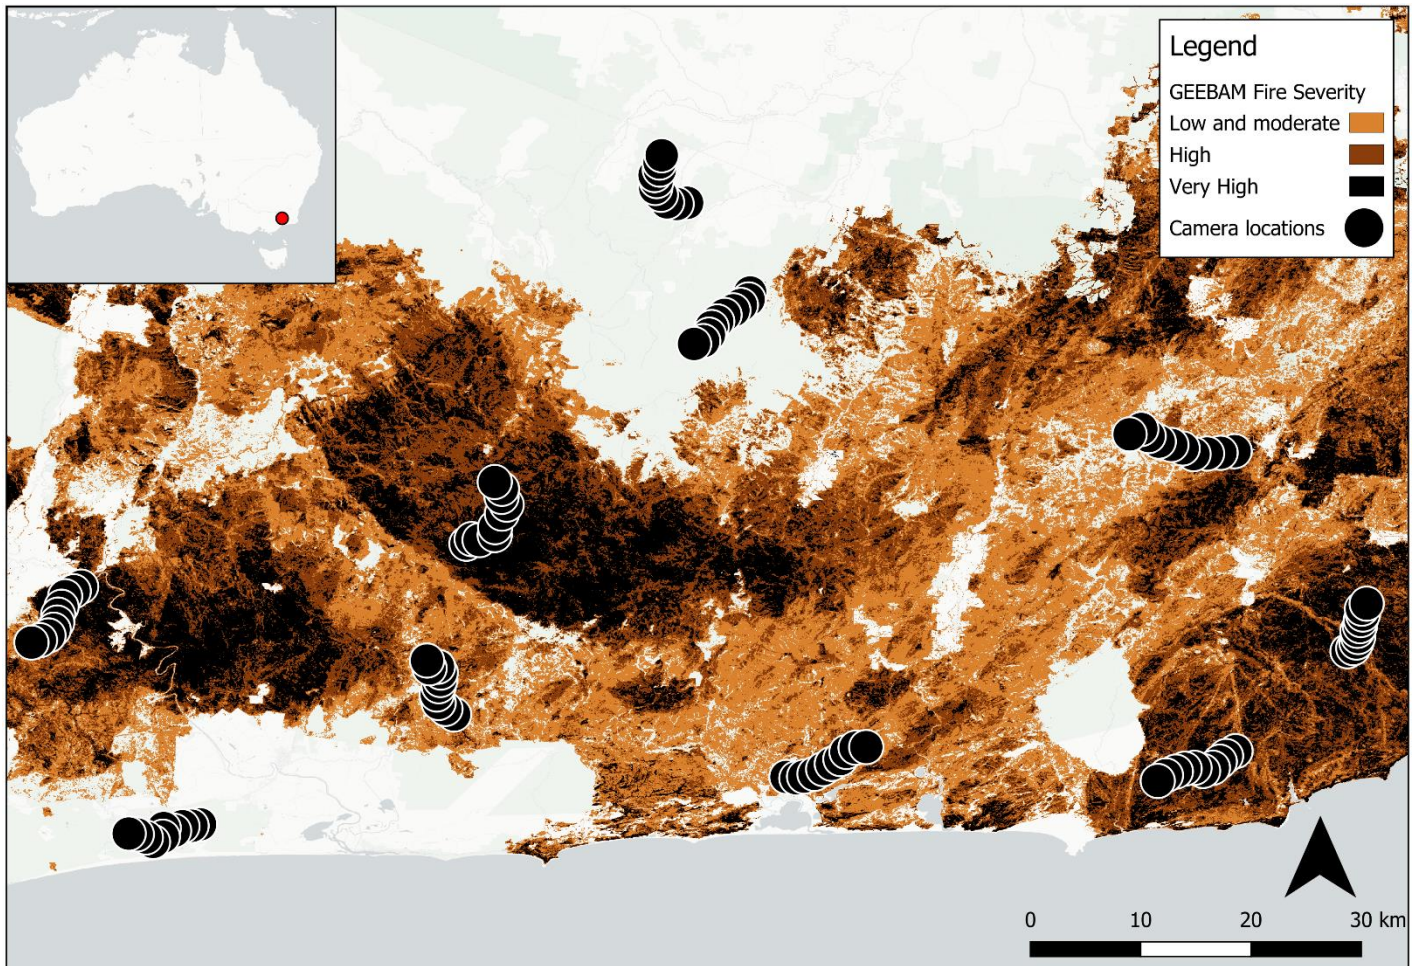 Legend
GEEBAM Fire Severity
Low and moderate
High
Very High
Camera locations
0 10 20 30 km